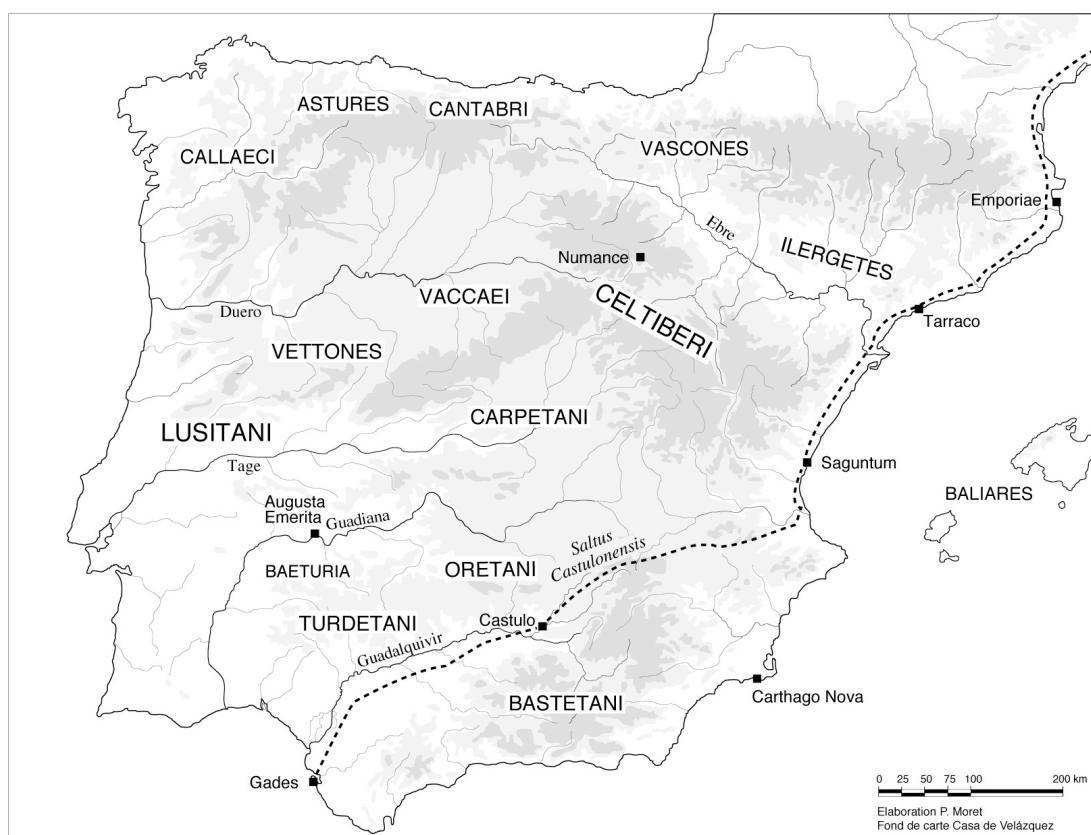 ASTURES
CANTABRI
CALLAECI
VASCONES
Emporiae
Ebre
ILERGETES
Numance
VACCAEI
CELTIBERI
Duero
Tarraco
VETTONES
CARPETANI
LUSITANI
Tage
Saguntum
BALIARES
Augusta
Emerita
Guadiana
BAETURIA
ORETANI
Saltus
Castulonensis
TURDETANI
Castulo
Guadalquivir
BASTETANI
Carthago Nova
Gades
0 25 50 75 100 200 km
Elaboration P. Moret
Fond de carte Casa de Velázquez